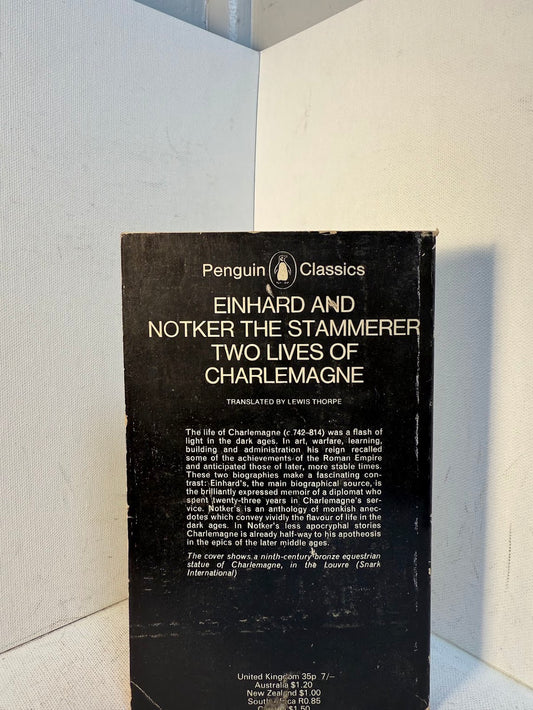 Penguin Classics
EINHARD AND
NOTKER THE STAMMERER
TWO LIVES OF
CHARLEMAGNE
TRANSLATED BY LEWIS THORPE
The life of Charlemagne (c.742–814) was a flash of
light in the dark ages. In art, warfare, learning,
building and administration his reign recalled
some of the achievements of the Roman Empire
and anticipated those of later, more stable times.
These two biographies make a fascinating con-
trast: Einhard's, the main biographical source, is
the brilliantly expressed memoir of a diplomat who
spent twenty-three years in Charlemagne's ser-
vice. Notker's is an anthology of monkish anec-
dotes which convey vividly the flavour of life in the
dark ages. In Notker's less apocryphal stories
Charlemagne is already half-way to his apotheosis
in the epics of the later middle ages.
The cover shows a ninth-century bronze equestrian
statue of Charlemagne, in the Louvre (Snark
International)
United Kingdom 35p 7/–
Australia $1.20
New Zealand $1.00
South Africa R0.85
$1.50